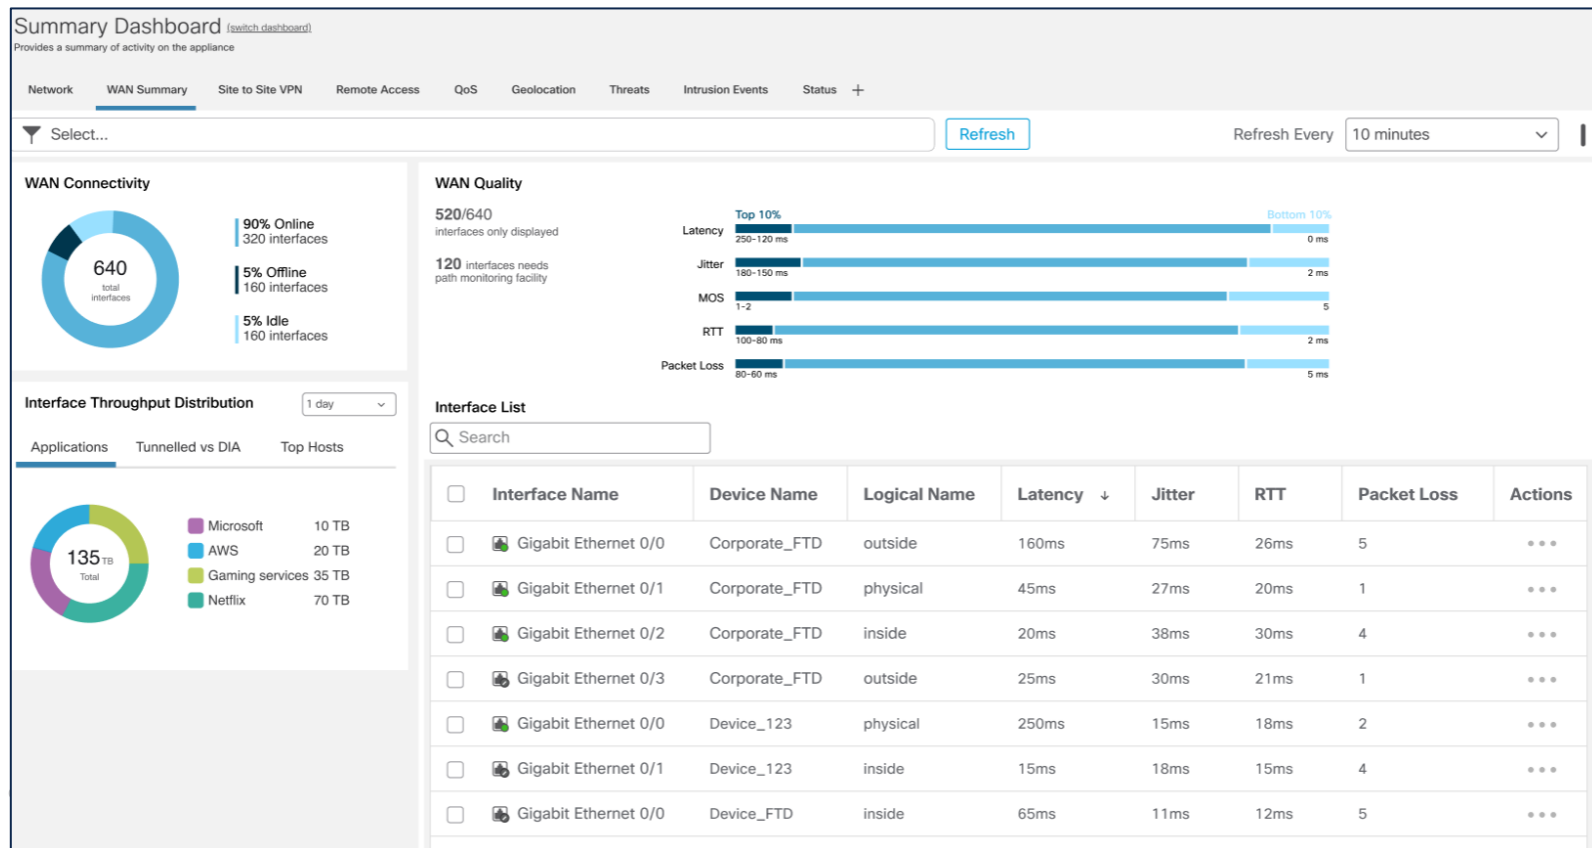 Summary Dashboard (switch dashboard)
Provides a summary of activity on the appliance
Network WAN Summary Site to Site VPN Remote Access QoS Geolocation Threats Intrusion Events Status +
Select... Refresh Refresh Every 10 minutes
WAN Connectivity
640
total
interfaces
90% Online
320 interfaces
5% Offline
160 interfaces
5% Idle
160 interfaces
Interface Throughput Distribution 1 day
Applications Tunnelled vs DIA Top Hosts
135 TB
Total
Microsoft 10 TB
AWS 20 TB
Gaming services 35 TB
Netflix 70 TB
WAN Quality
520/640
interfaces only displayed
120 interfaces needs
path monitoring facility
Top 10% Bottom 10%
Latency
250-120 ms 0 ms
Jitter
180-150 ms 2 ms
MOS
1-2 5
RTT
100-80 ms 2 ms
Packet Loss
80-60 ms 5 ms
Interface List
Search
Interface Name Device Name Logical Name Latency ↓ Jitter RTT Packet Loss Actions
Gigabit Ethernet 0/0 Corporate_FTD outside 160ms 75ms 26ms 5
Gigabit Ethernet 0/1 Corporate_FTD physical 45ms 27ms 20ms 1
Gigabit Ethernet 0/2 Corporate_FTD inside 20ms 38ms 30ms 4
Gigabit Ethernet 0/3 Corporate_FTD outside 25ms 30ms 21ms 1
Gigabit Ethernet 0/0 Device_123 physical 250ms 15ms 18ms 2
Gigabit Ethernet 0/1 Device_123 inside 15ms 18ms 15ms 4
Gigabit Ethernet 0/0 Device_FTD inside 65ms 11ms 12ms 5